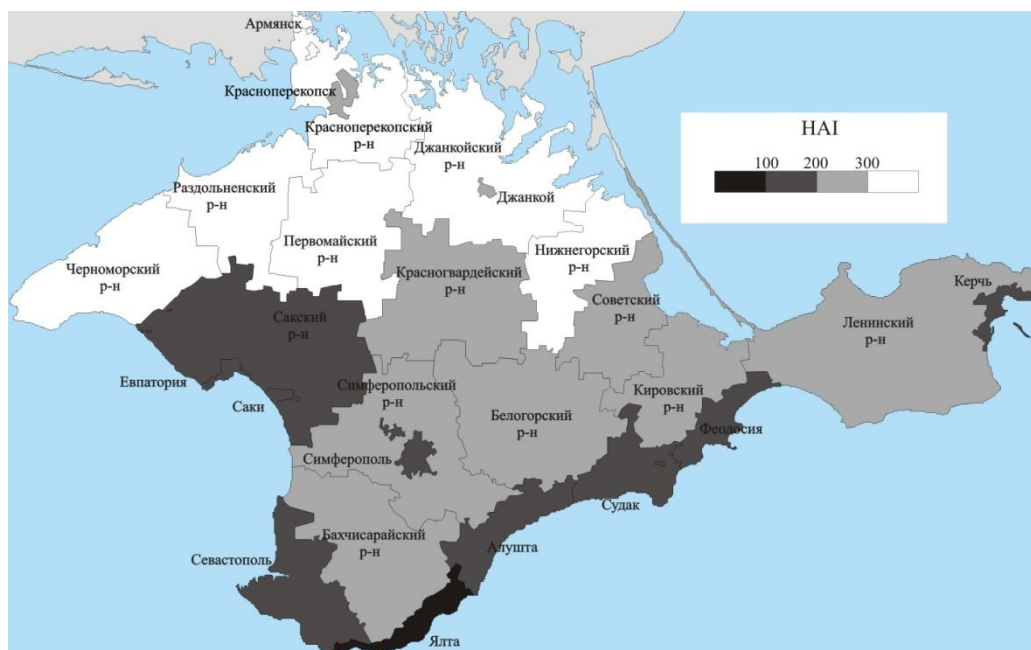 Армянск
Красноперекопск
Красноперекопский
р-н
Джанкойский
р-н
Джанкой
Раздольненский
р-н
Первомайский
р-н
Черноморский
р-н
Нижнегорский
р-н
Красногвардейский
р-н
Советский
р-н
Сакский
р-н
Ленинский
р-н
Керчь
Евпатория
Саки
Симферопольский
р-н
Кировский
р-н
Белогорский
р-н
Феодосия
Симферополь
Судак
Бахчисарайский
р-н
Алушта
Севастополь
Ялта
HAI
100 200 300